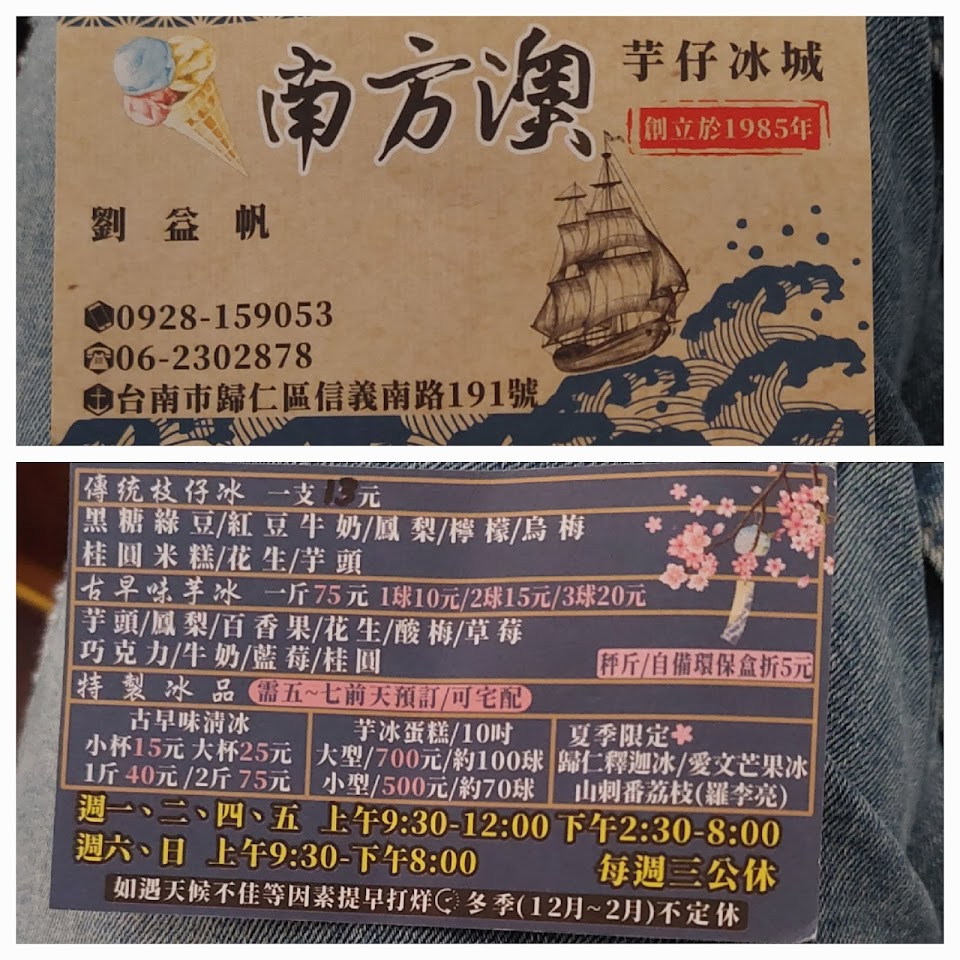 南方澳
芋仔冰城
創立於1985年
劉益帆
0928-159053
06-2302878
台南市歸仁區信義南路191號
傳統枝仔冰 一支13元
黑糖綠豆/紅豆牛奶/鳳梨/檸檬/烏梅
桂圓米糕/花生/芋頭
古早味芋冰 一斤75元 1球10元/2球15元/3球20元
芋頭/鳳梨/百香果/花生/酸梅/草莓
巧克力/牛奶/藍莓/桂圓
秤斤/自備環保盒折5元
特製冰品 需五~七前天預訂/可宅配
古早味清冰
小杯15元 大杯25元
1斤40元/2斤75元
芋冰蛋糕/10吋
大型/700元/約100球
小型/500元/約70球
夏季限定
歸仁釋迦冰/愛文芒果冰
山刺番荔枝(羅李亮)
週一、二、四、五 上午9:30-12:00 下午2:30-8:00
週六、日 上午9:30-下午8:00
每週三公休
如遇天候不佳等因素提早打烊 冬季(12月~2月)不定休